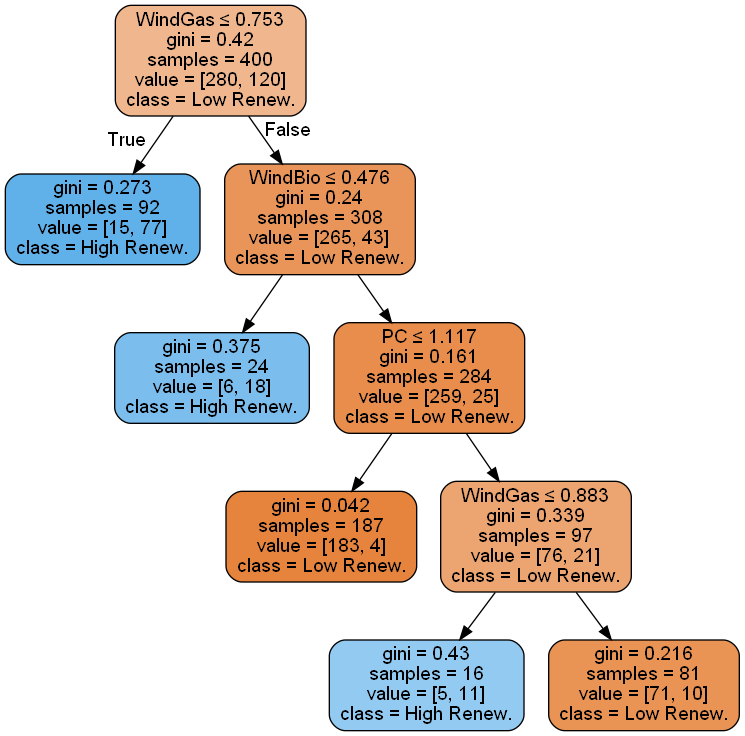 WindGas ≤ 0.753
gini = 0.42
samples = 400
value = [280, 120]
class = Low Renew.
True
False
gini = 0.273
samples = 92
value = [15, 77]
class = High Renew.
WindBio ≤ 0.476
gini = 0.24
samples = 308
value = [265, 43]
class = Low Renew.
gini = 0.375
samples = 24
value = [6, 18]
class = High Renew.
PC ≤ 1.117
gini = 0.161
samples = 284
value = [259, 25]
class = Low Renew.
gini = 0.042
samples = 187
value = [183, 4]
class = Low Renew.
WindGas ≤ 0.883
gini = 0.339
samples = 97
value = [76, 21]
class = Low Renew.
gini = 0.43
samples = 16
value = [5, 11]
class = High Renew.
gini = 0.216
samples = 81
value = [71, 10]
class = Low Renew.